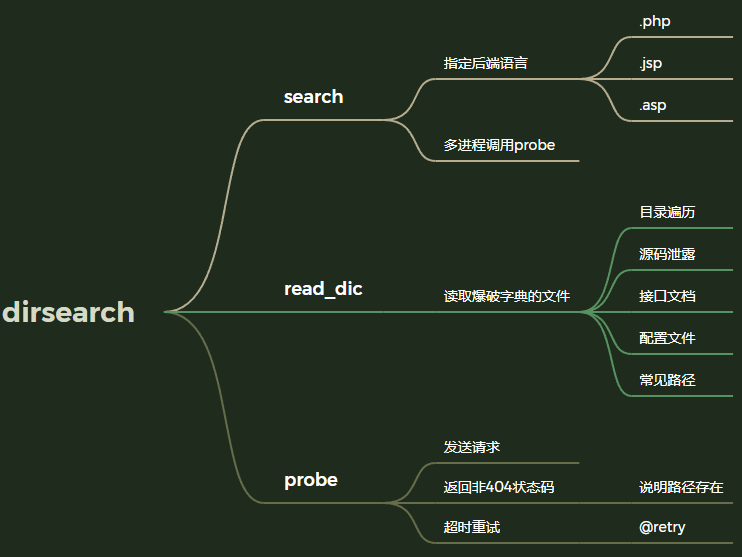 dirsearch
search
指定后端语言
.php
.jsp
.asp
多进程调用probe
read_dic
读取爆破字典的文件
目录遍历
源码泄露
接口文档
配置文件
常见路径
probe
发送请求
返回非404状态码
说明路径存在
超时重试
@retry